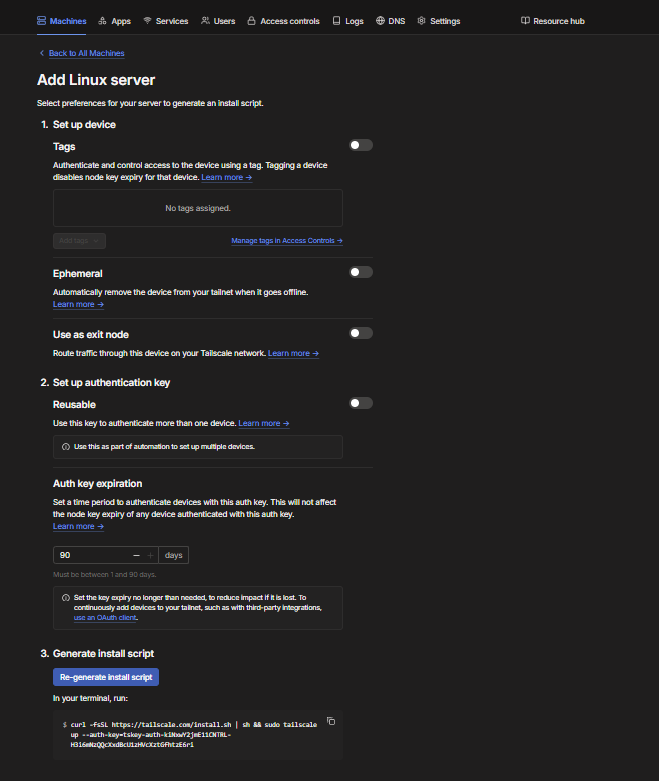 Machines Apps Services Users Access controls Logs DNS Settings Resource hub
Back to All Machines
Add Linux server
Select preferences for your server to generate an install script.
1. Set up device
Tags
Authenticate and control access to the device using a tag. Tagging a device
disables node key expiry for that device. Learn more →
No tags assigned.
Add tags Manage tags in Access Controls →
Ephemeral
Automatically remove the device from your tailnet when it goes offline.
Learn more →
Use as exit node
Route traffic through this device on your Tailscale network. Learn more →
2. Set up authentication key
Reusable
Use this key to authenticate more than one device. Learn more →
Use this as part of automation to set up multiple devices.
Auth key expiration
Set a time period to authenticate devices with this auth key. This will not affect
the node key expiry of any device authenticated with this auth key.
Learn more →
90 − + days
Must be between 1 and 90 days.
Set the key expiry no longer than needed, to reduce impact if it is lost. To
continuously add devices to your tailnet, such as with third-party integrations,
use an OAuth client.
3. Generate install script
Re-generate install script
In your terminal, run:
$ curl -fsSL https://tailscale.com/install.sh | sh && sudo tailscale
up --auth-key=tskey-auth-kiNxwY2jmE11CNTRL-
H3i6mNzQQcXxdBcU1zHVcXztGfhtzE6ri